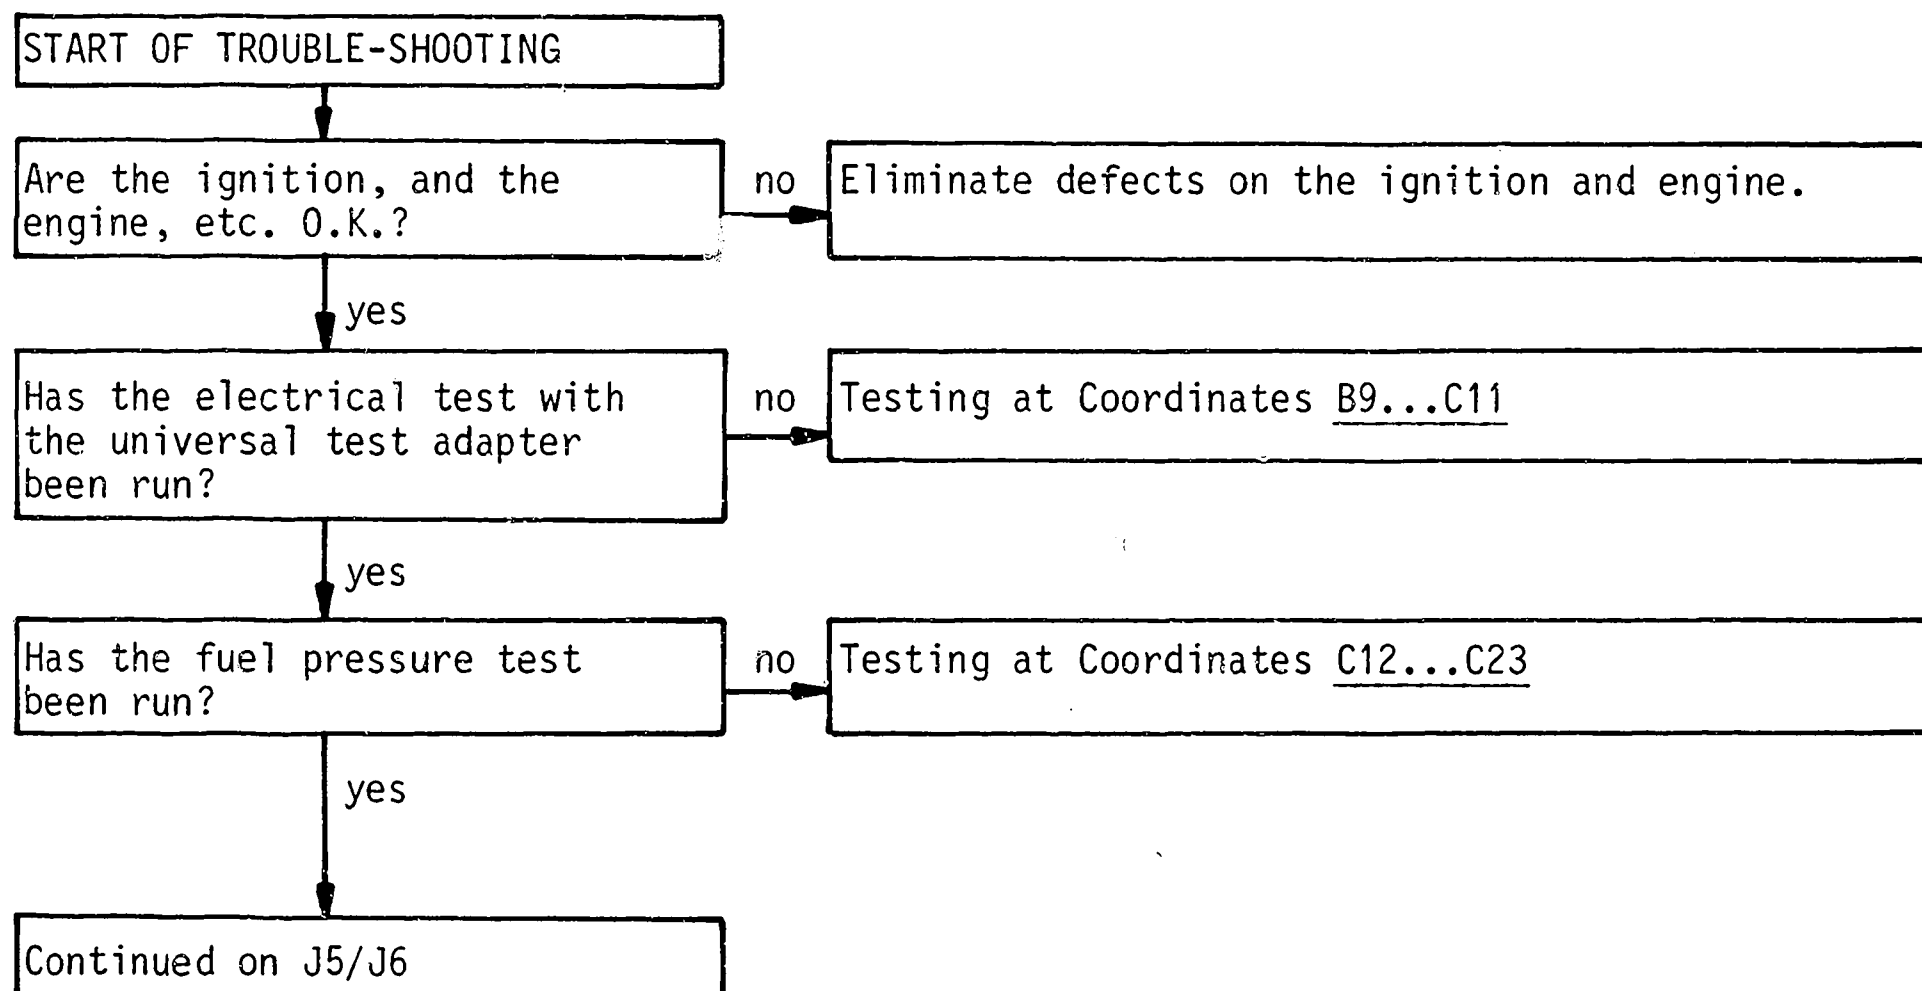 START OF TROUBLE-SHOOTING
Are the ignition, and the
engine, etc. O.K.?
no
Eliminate defects on the ignition and engine.
yes
Has the electrical test with
the universal test adapter
been run?
no
Testing at Coordinates B9...C11
yes
Has the fuel pressure test
been run?
no
Testing at Coordinates C12...C23
yes
Continued on J5/J6